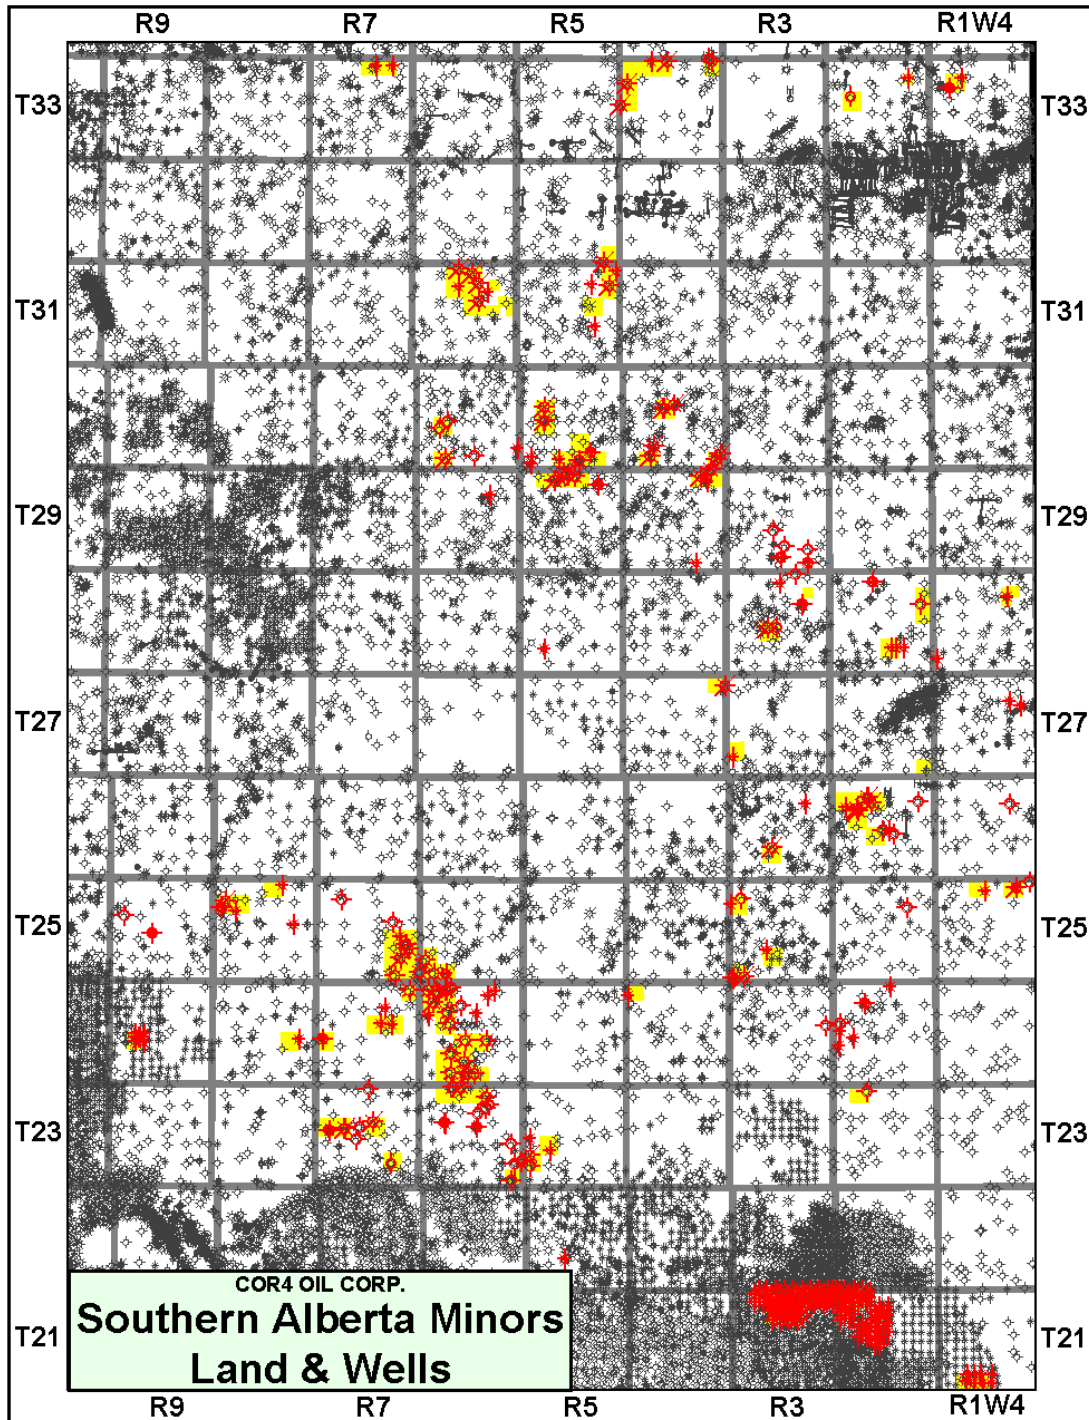 R9 R7 R5 R3 R1W4
T33 T33
T31 T31
T29 T29
T27 T27
T25 T25
T23 T23
T21
COR4 OIL CORP.
Southern Alberta Minors
Land & Wells
R9 R7 R5 R3 R1W4